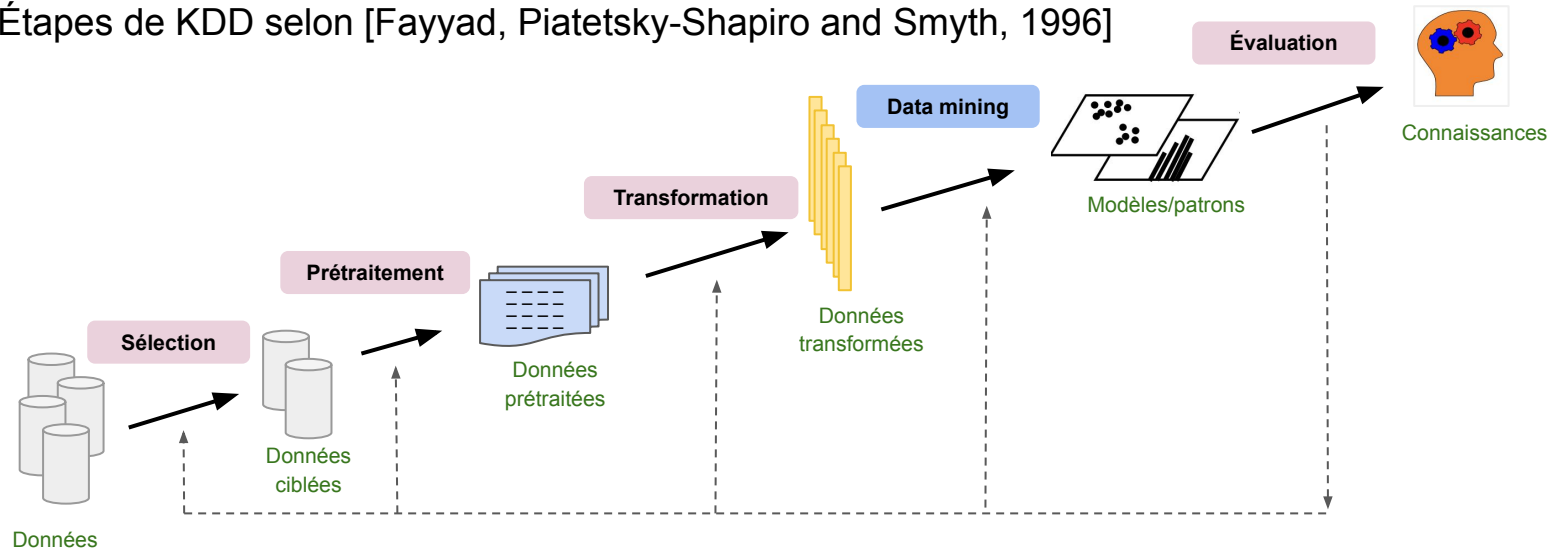 Étapes de KDD selon [Fayyad, Piatetsky-Shapiro and Smyth, 1996]
Sélection
Prétraitement
Transformation
Data mining
Évaluation
Données
Données
ciblées
Données
prétraitées
Données
transformées
Modèles/patrons
Connaissances